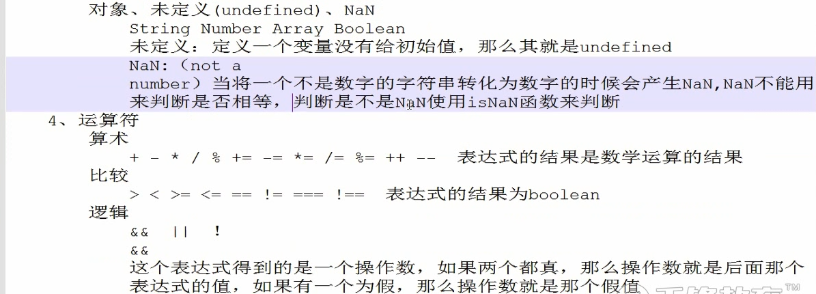 对象、未定义(undefined)、NaN
String Number Array Boolean
未定义：定义一个变量没有给初始值，那么其就是undefined
NaN:（not a
number）当将一个不是数字的字符串转化为数字的时候会产生NaN,NaN不能用
来判断是否相等，判断是不是NaN使用isNaN函数来判断
4、运算符
算术
+ - * / % += -= *= /= %= ++ --  表达式的结果是数学运算的结果
比较
> < >= <= == != === !==  表达式的结果为boolean
逻辑
&&  ||  !
&&
这个表达式得到的是一个操作数，如果两个都真，那么操作数就是后面那个
表达式的值，如果有一个为假，那么操作数就是那个假值